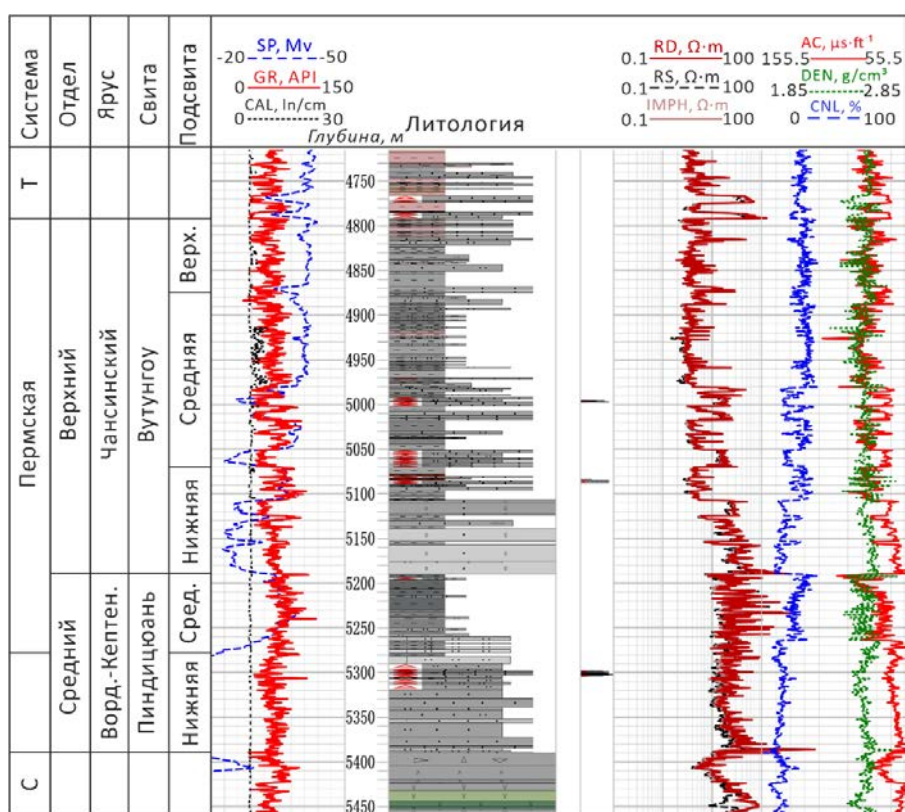 Система
Отдел
Ярус
Свита
Подсвита
SP, Mv
-20 -50
GR, API
0 150
CAL, In/cm
0 30
Глубина, м
Литология
RD, Ω·m
0.1 100
RS, Ω·m
0.1 100
IMPH, Ω·m
0.1 100
AC, µs·ft⁻¹
155.5 55.5
DEN, g/cm³
1.85 2.85
CNL, %
0 100
T
Пермская
C
Верхний
Средний
Чансинский
Ворд.-Кептен.
Вутунгоу
Пиндицюань
Верх.
Средняя
Нижняя
Сред.
Нижняя
4750
4800
4850
4900
4950
5000
5050
5100
5150
5200
5250
5300
5350
5400
5450